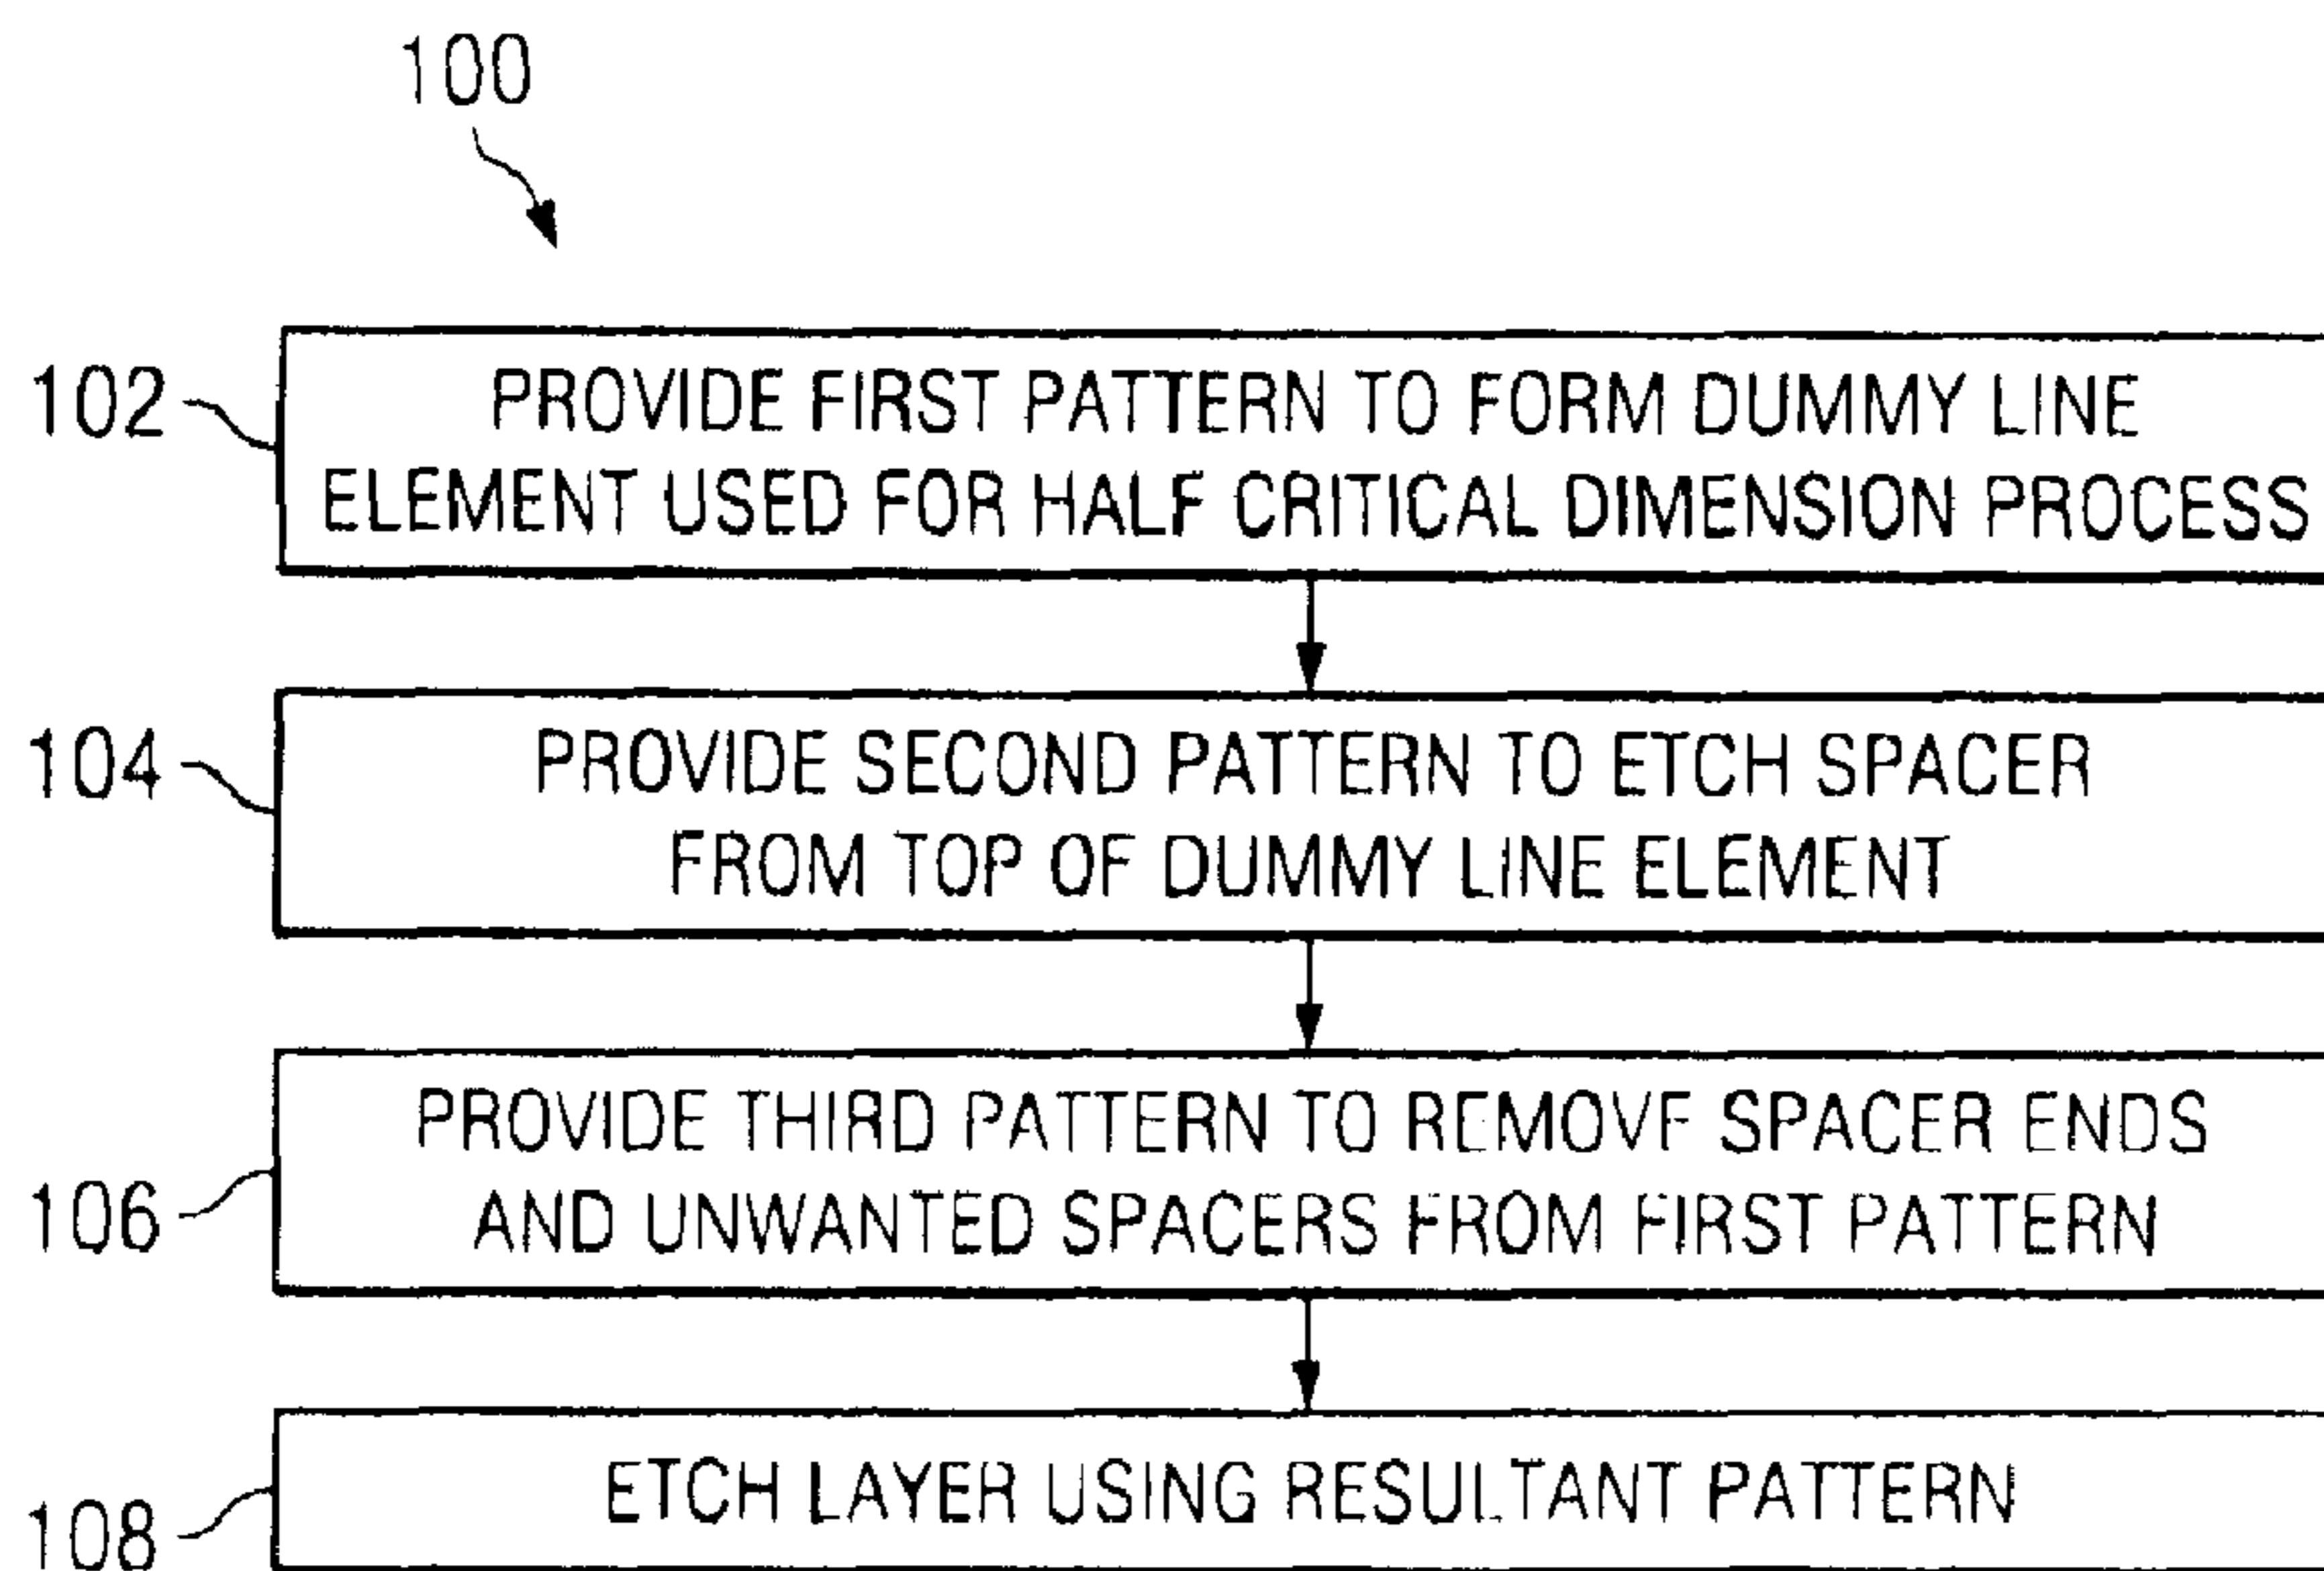 100
102
PROVIDE FIRST PATTERN TO FORM DUMMY LINE
ELEMENT USED FOR HALF CRITICAL DIMENSION PROCESS
104
PROVIDE SECOND PATTERN TO ETCH SPACER
FROM TOP OF DUMMY LINE ELEMENT
106
PROVIDE THIRD PATTERN TO REMOVE SPACER ENDS
AND UNWANTED SPACERS FROM FIRST PATTERN
108
ETCH LAYER USING RESULTANT PATTERN